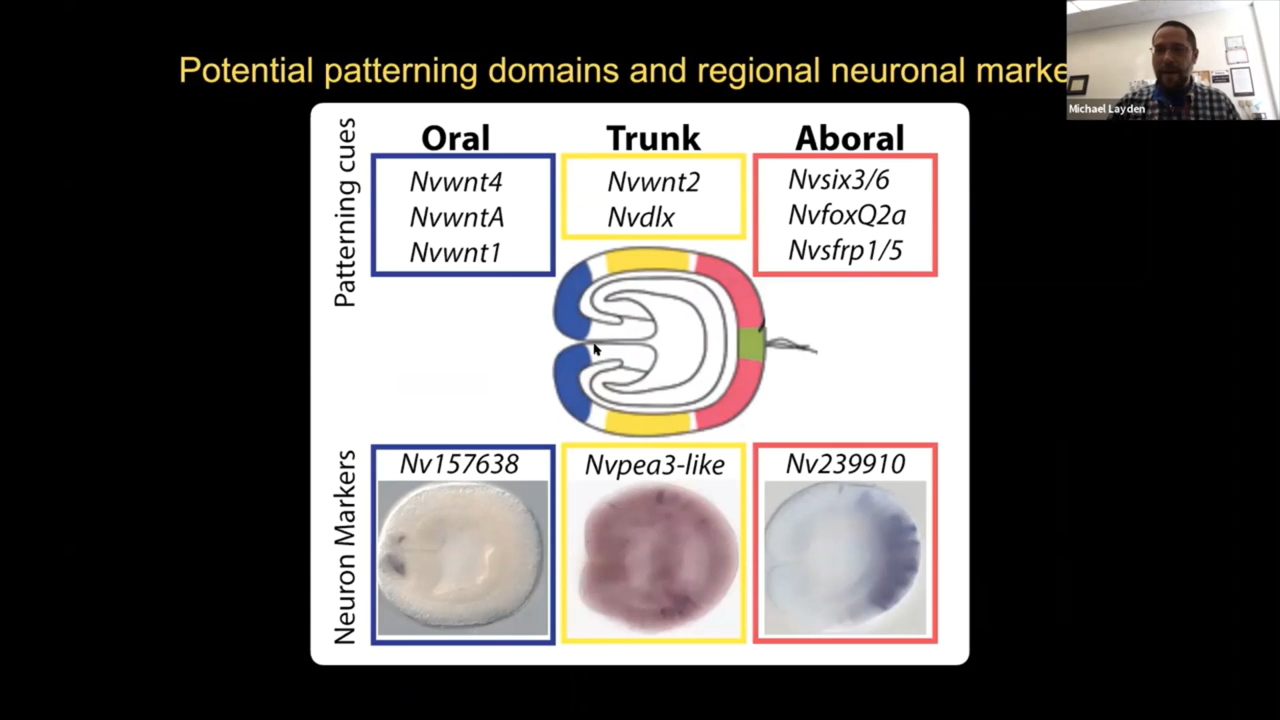 Potential patterning domains and regional neuronal marke
Michael Layden
Patterning cues
Oral
Trunk
Aboral
Nvwnt4
NvwntA
Nvwnt1
Nvwnt2
Nvdlx
Nvsix3/6
NvfoxQ2a
Nvsfrp1/5
Neuron Markers
Nv157638
Nvpea3-like
Nv239910